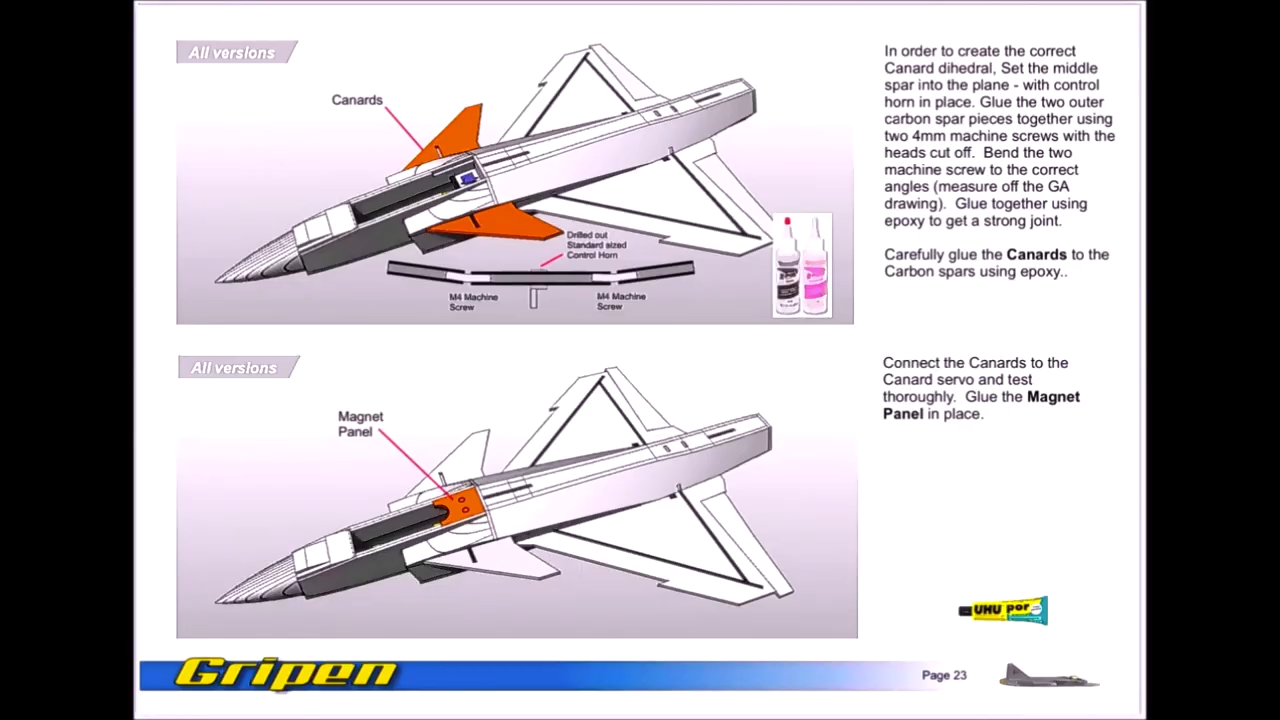 All versions
Canards
Drilled out
Standard sized
Control Horn
M4 Machine
Screw
M4 Machine
Screw
In order to create the correct
Canard dihedral, Set the middle
spar into the plane - with control
horn in place. Glue the two outer
carbon spar pieces together using
two 4mm machine screws with the
heads cut off.  Bend the two
machine screw to the correct
angles (measure off the GA
drawing).  Glue together using
epoxy to get a strong joint.
Carefully glue the Canards to the
Carbon spars using epoxy..
All versions
Magnet
Panel
Connect the Canards to the
Canard servo and test
thoroughly.  Glue the Magnet
Panel in place.
UHU por
Gripen
Page 23